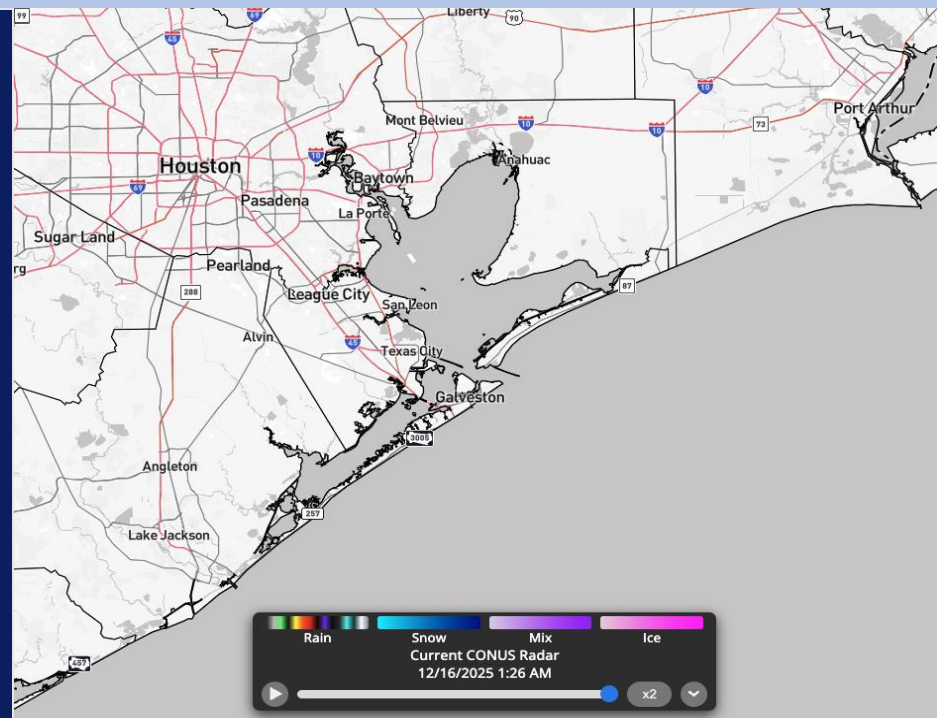 99
69
45
Liberty
90
10
Mont Belvieu
10
73
Port Arthur
10
10
Anahuac
Houston
Baytown
69
Pasadena
La Porte
Sugar Land
rg
Pearland
288
League City
87
San Leon
Alvin
45
Texas City
Galveston
3005
Angleton
257
Lake Jackson
457
Rain Snow Mix Ice
Current CONUS Radar
12/16/2025 1:26 AM
x2